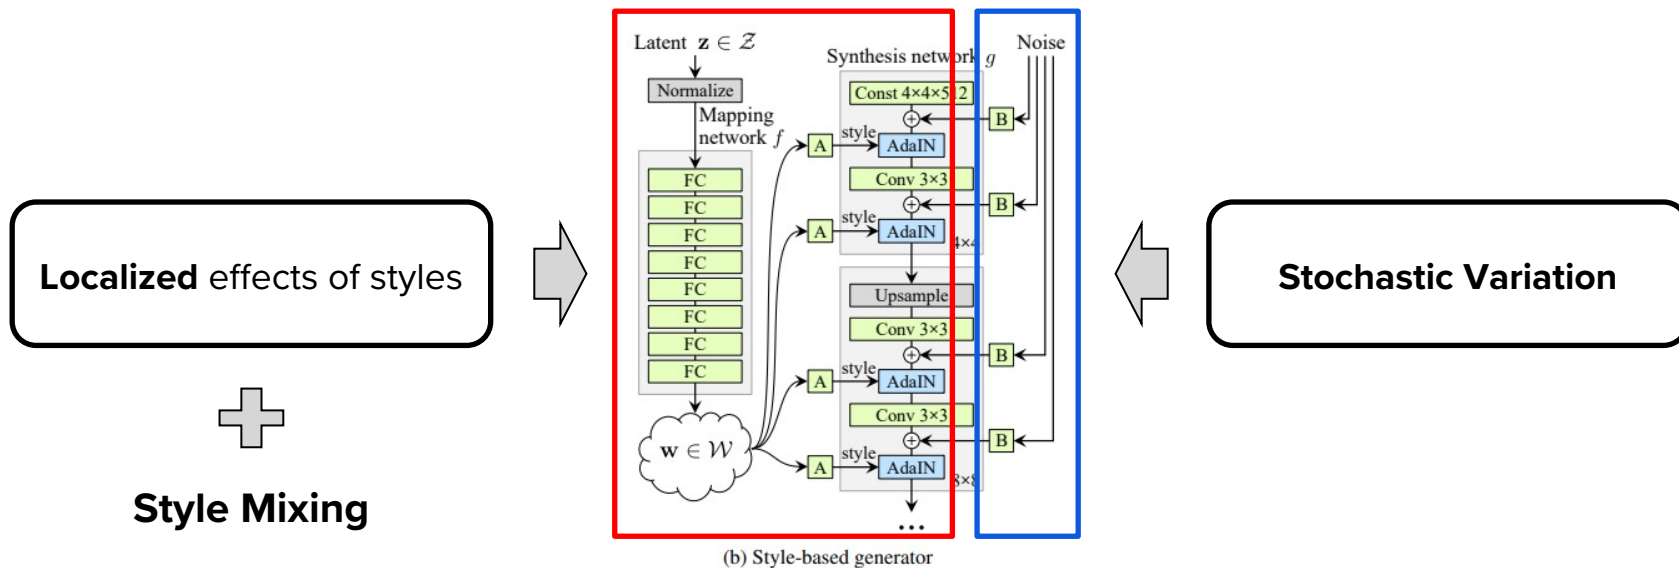 Localized effects of styles
Style Mixing
Latent z ∈ Z
Normalize
Mapping
network f
FC
FC
FC
FC
FC
FC
FC
FC
w ∈ W
A
style
A
style
A
style
A
style
Synthesis network g
Const 4×4×512
AdaIN
Conv 3×3
AdaIN
4×4
Upsample
Conv 3×3
AdaIN
Conv 3×3
AdaIN
8×8
...
Noise
B
B
B
B
(b) Style-based generator
Stochastic Variation